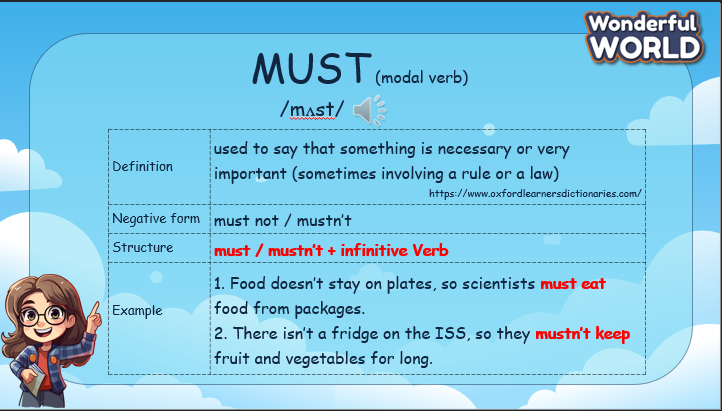 Wonderful
WORLD
MUST (modal verb)
/mʌst/
Definition
used to say that something is necessary or very
important (sometimes involving a rule or a law)
https://www.oxfordlearnersdictionaries.com/
Negative form
must not / mustn't
Structure
must / mustn't + infinitive Verb
Example
1. Food doesn't stay on plates, so scientists must eat
food from packages.
2. There isn't a fridge on the ISS, so they mustn't keep
fruit and vegetables for long.